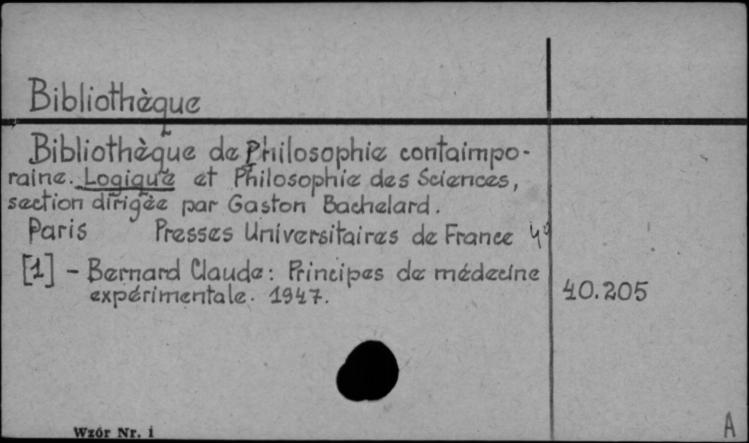 Bibliothèque
Bibliothèque de Philosophie contaimpo-
raine. Logique et Philosophie des Sciences,
section dirigée par Gaston Bachelard.
Paris Presses Universitaires de France 4°
[1] - Bernard Claude: Principes de médecine
expérimentale. 1947.
40.205
Wzór Nr. 1
A